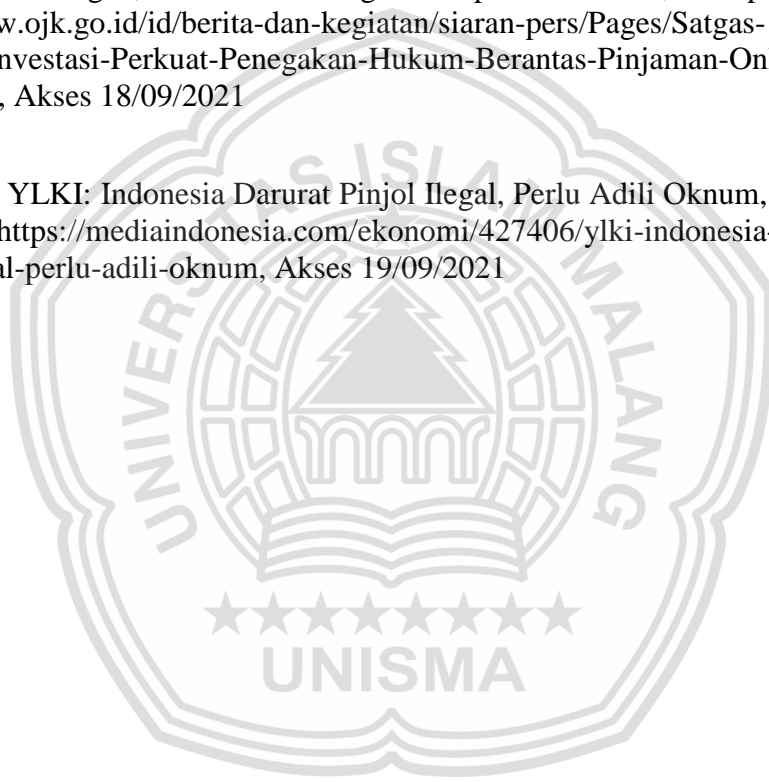 w.ojk.go.id/id/berita-dan-kegiatan/siaran-pers/Pages/Satgas-
nvestasi-Perkuat-Penegakan-Hukum-Berantas-Pinjaman-Onl
, Akses 18/09/2021
YLKI: Indonesia Darurat Pinjol Ilegal, Perlu Adili Oknum,
https://mediaindonesia.com/ekonomi/427406/ylki-indonesia-
al-perlu-adili-oknum, Akses 19/09/2021
UNIVERSITAS ISLAM MALANG
UNISMA